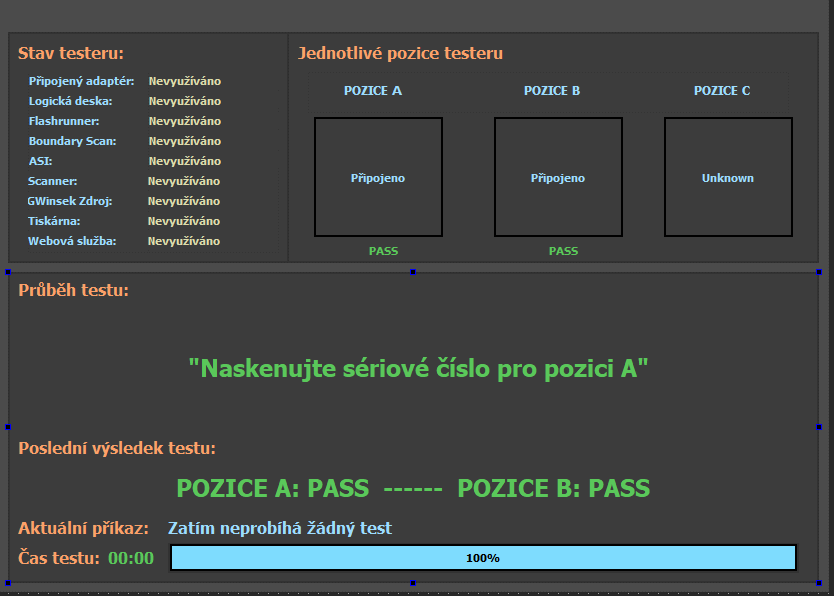 Stav testeru:
Připojený adaptér: Nevyužíváno
Logická deska: Nevyužíváno
Flashrunner: Nevyužíváno
Boundary Scan: Nevyužíváno
ASI: Nevyužíváno
Scanner: Nevyužíváno
GWinsek Zdroj: Nevyužíváno
Tiskárna: Nevyužíváno
Webová služba: Nevyužíváno
Jednotlivé pozice testeru
POZICE A POZICE B POZICE C
Připojeno Připojeno Unknown
PASS PASS
Průběh testu:
"Naskenujte sériové číslo pro pozici A"
Poslední výsledek testu:
POZICE A: PASS ------ POZICE B: PASS
Aktuální příkaz: Zatím neprobíhá žádný test
Čas testu: 00:00 100%